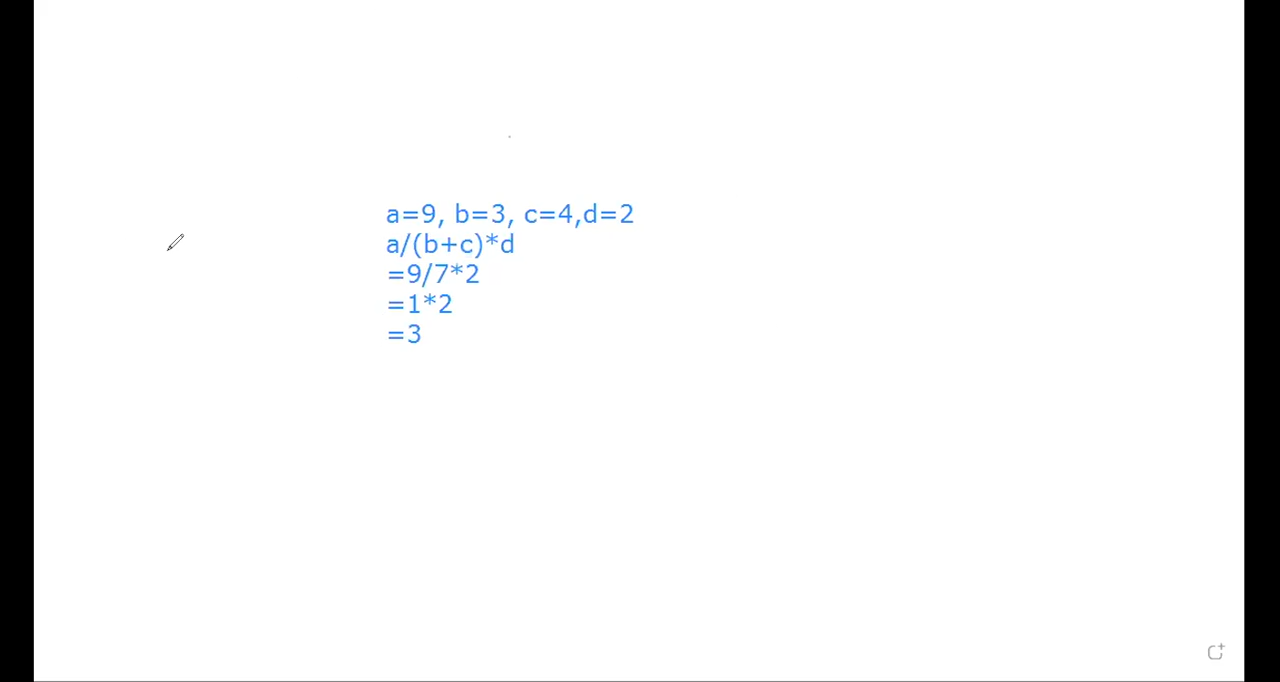 a=9, b=3, c=4,d=2
a/(b+c)*d
=9/7*2
=1*2
=3